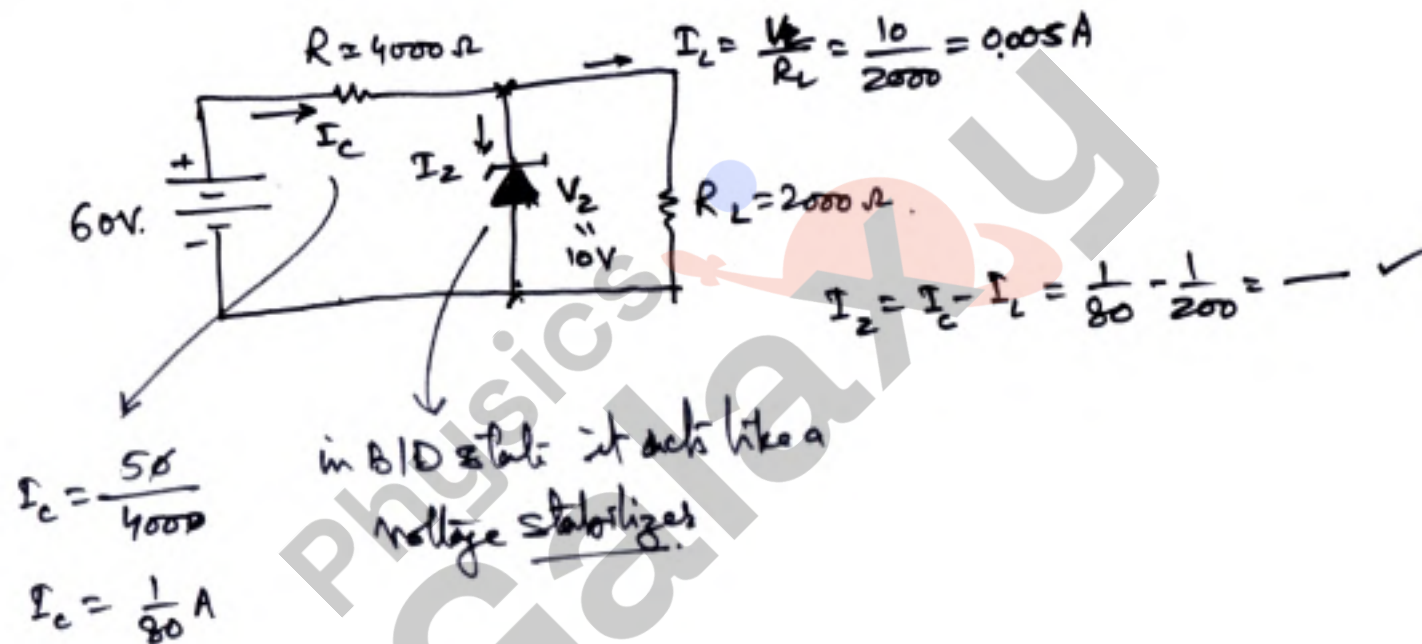 R = 4000 Ω
I_L = V_Z/R_L = 10/2000 = 0.005 A
+
I_c
I_Z
V_Z
"
10V
R_L = 2000 Ω.
60V.
-
I_Z = I_c - I_L = 1/80 - 1/200 = — ✓
I_c = 50/4000
in B/D state it acts like a
voltage stabilizer.
I_c = 1/80 A
Physics
Galaxy